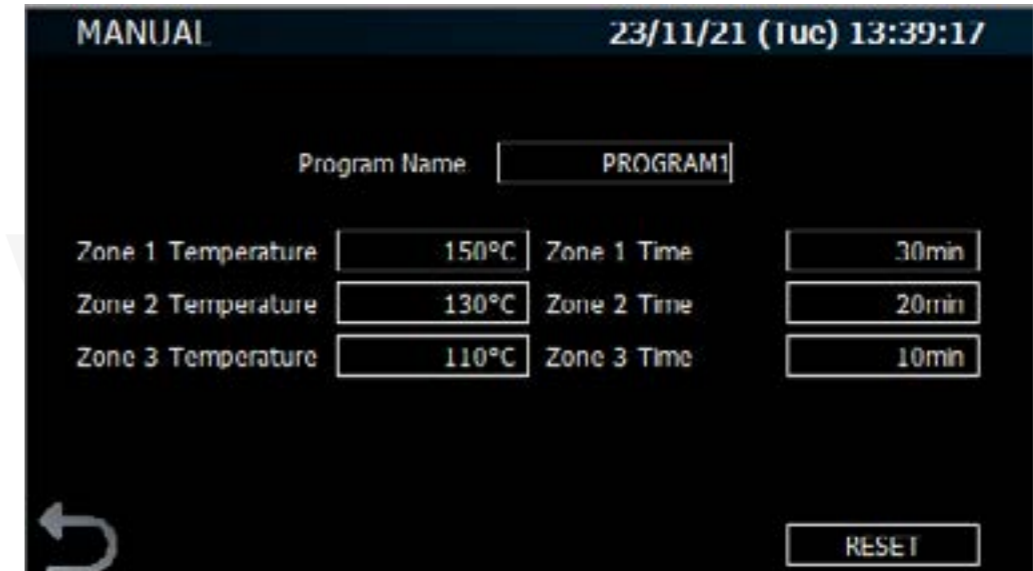 MANUAL 23/11/21 (Tue) 13:39:17
Program Name PROGRAM1
Zone 1 Temperature 150°C Zone 1 Time 30min
Zone 2 Temperature 130°C Zone 2 Time 20min
Zone 3 Temperature 110°C Zone 3 Time 10min
RESET